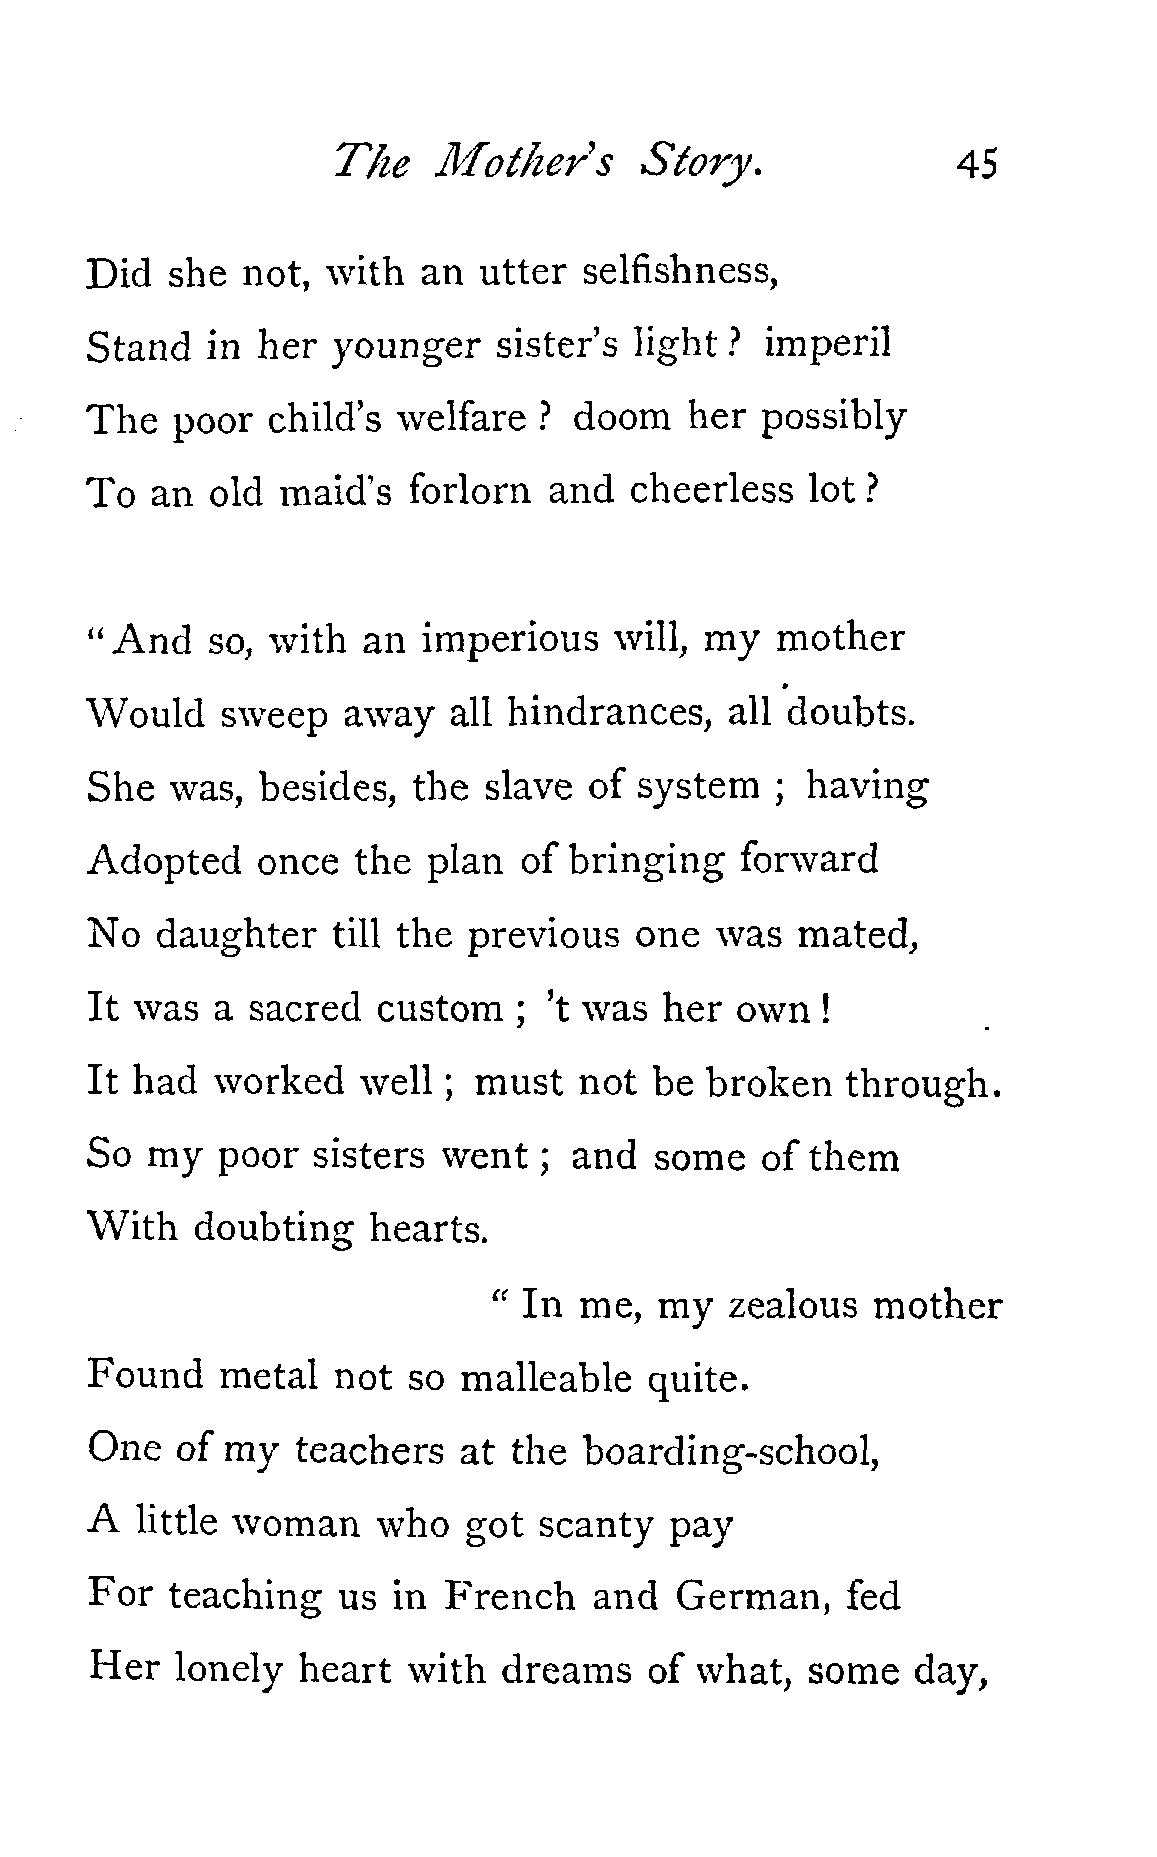 The Mother's Story. 45
Did she not, with an utter selfishness,
Stand in her younger sister's light ? imperil
The poor child's welfare ? doom her possibly
To an old maid's forlorn and cheerless lot ?
“ And so, with an imperious will, my mother
Would sweep away all hindrances, all doubts.
She was, besides, the slave of system ; having
Adopted once the plan of bringing forward
No daughter till the previous one was mated,
It was a sacred custom ; 't was her own !
It had worked well ; must not be broken through.
So my poor sisters went ; and some of them
With doubting hearts.
“ In me, my zealous mother
Found metal not so malleable quite.
One of my teachers at the boarding-school,
A little woman who got scanty pay
For teaching us in French and German, fed
Her lonely heart with dreams of what, some day,